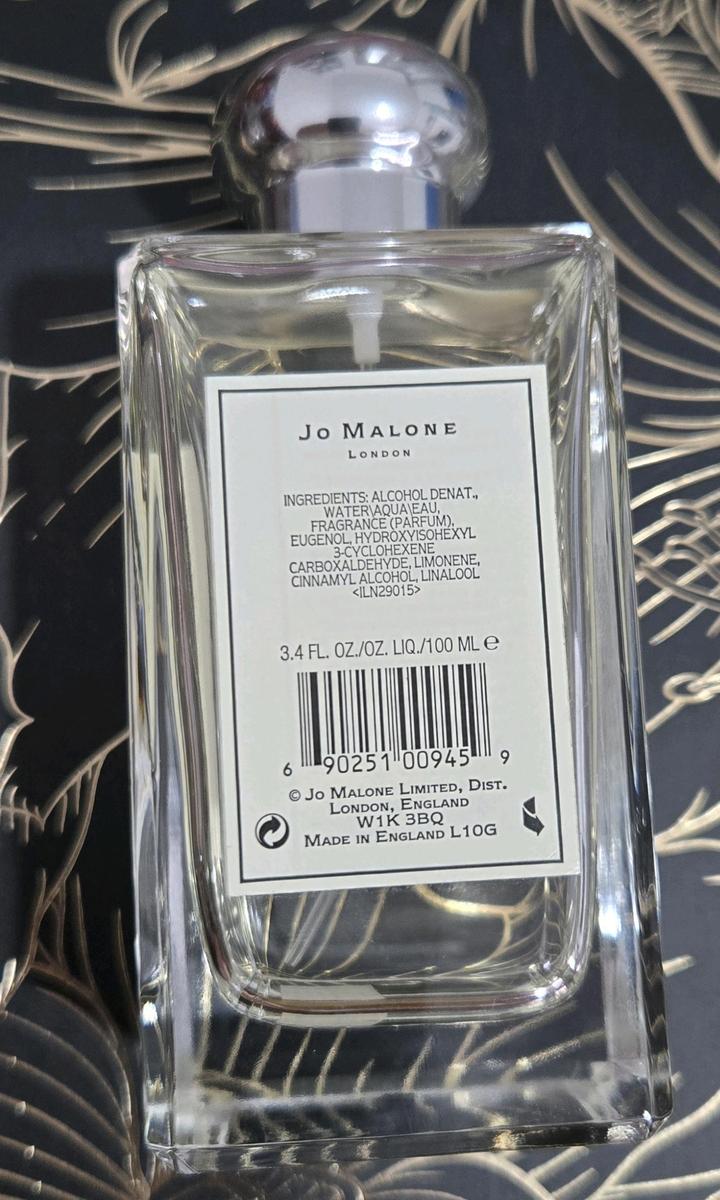 JO MALONE
LONDON
INGREDIENTS: ALCOHOL DENAT.,
WATER\AQUA\EAU,
FRAGRANCE (PARFUM),
EUGENOL, HYDROXYISOHEXYL
3-CYCLOHEXENE
CARBOXALDEHYDE, LIMONENE,
CINNAMYL ALCOHOL, LINALOOL
<ILN29015>
3.4 FL. OZ./OZ. LIQ./100 ML ℮
6 90251 00945 9
© JO MALONE LIMITED, DIST.
LONDON, ENGLAND
W1K 3BQ
MADE IN ENGLAND L10G